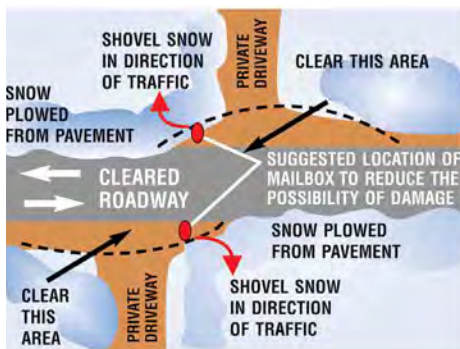 SHOVEL SNOW
IN DIRECTION
OF TRAFFIC
PRIVATE
DRIVEWAY
CLEAR THIS AREA
SNOW
PLOWED
FROM PAVEMENT
CLEARED
ROADWAY
SUGGESTED LOCATION OF
MAILBOX TO REDUCE THE
POSSIBILITY OF DAMAGE
SNOW PLOWED
FROM PAVEMENT
CLEAR
THIS
AREA
PRIVATE
DRIVEWAY
SHOVEL SNOW
IN DIRECTION
OF TRAFFIC